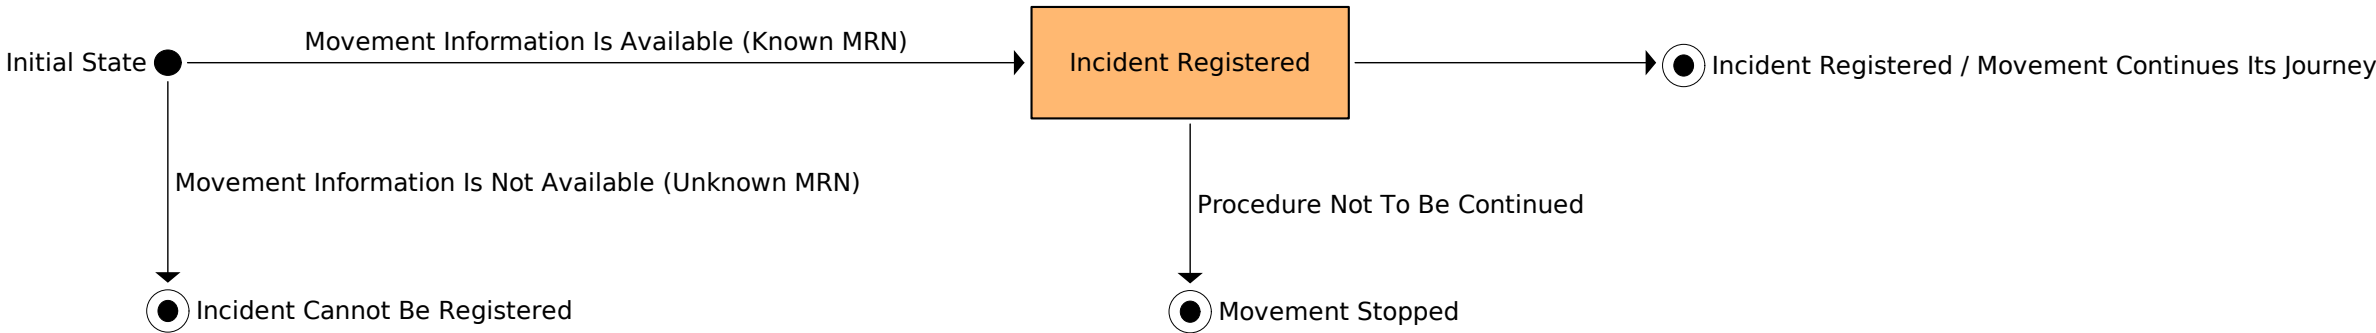 Movement Information Is Available (Known MRN)
Initial State
Incident Registered
Incident Registered / Movement Continues Its Journey
Movement Information Is Not Available (Unknown MRN)
Procedure Not To Be Continued
Incident Cannot Be Registered
Movement Stopped